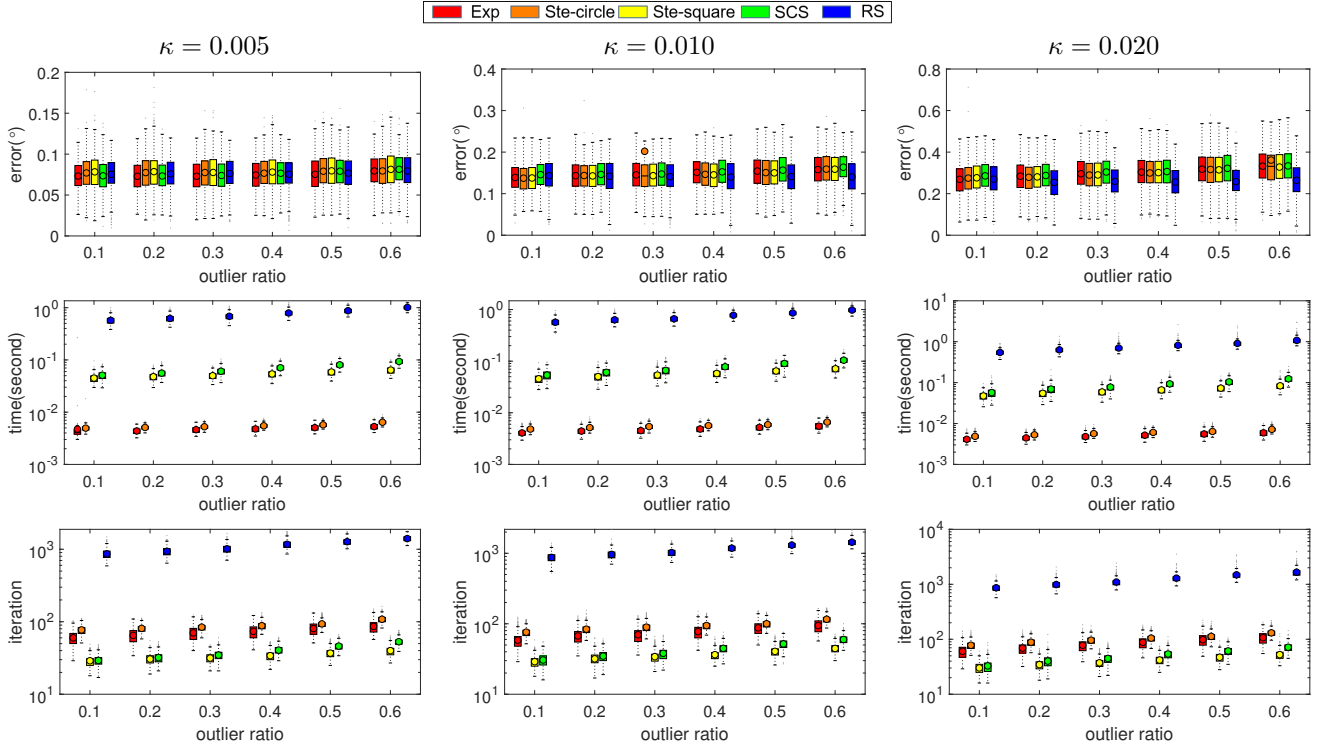 Exp Ste-circle Ste-square SCS RS
κ = 0.005 κ = 0.010 κ = 0.020
error(°)
0.2
0.15
0.1
0.05
0
0.1 0.2 0.3 0.4 0.5 0.6
outlier ratio
error(°)
0.4
0.3
0.2
0.1
0
0.1 0.2 0.3 0.4 0.5 0.6
outlier ratio
error(°)
0.8
0.6
0.4
0.2
0
0.1 0.2 0.3 0.4 0.5 0.6
outlier ratio
time(second)
10^0
10^-1
10^-2
10^-3
0.1 0.2 0.3 0.4 0.5 0.6
outlier ratio
time(second)
10^0
10^-1
10^-2
10^-3
0.1 0.2 0.3 0.4 0.5 0.6
outlier ratio
time(second)
10^1
10^0
10^-1
10^-2
10^-3
0.1 0.2 0.3 0.4 0.5 0.6
outlier ratio
iteration
10^3
10^2
10^1
0.1 0.2 0.3 0.4 0.5 0.6
outlier ratio
iteration
10^3
10^2
10^1
0.1 0.2 0.3 0.4 0.5 0.6
outlier ratio
iteration
10^4
10^3
10^2
10^1
0.1 0.2 0.3 0.4 0.5 0.6
outlier ratio